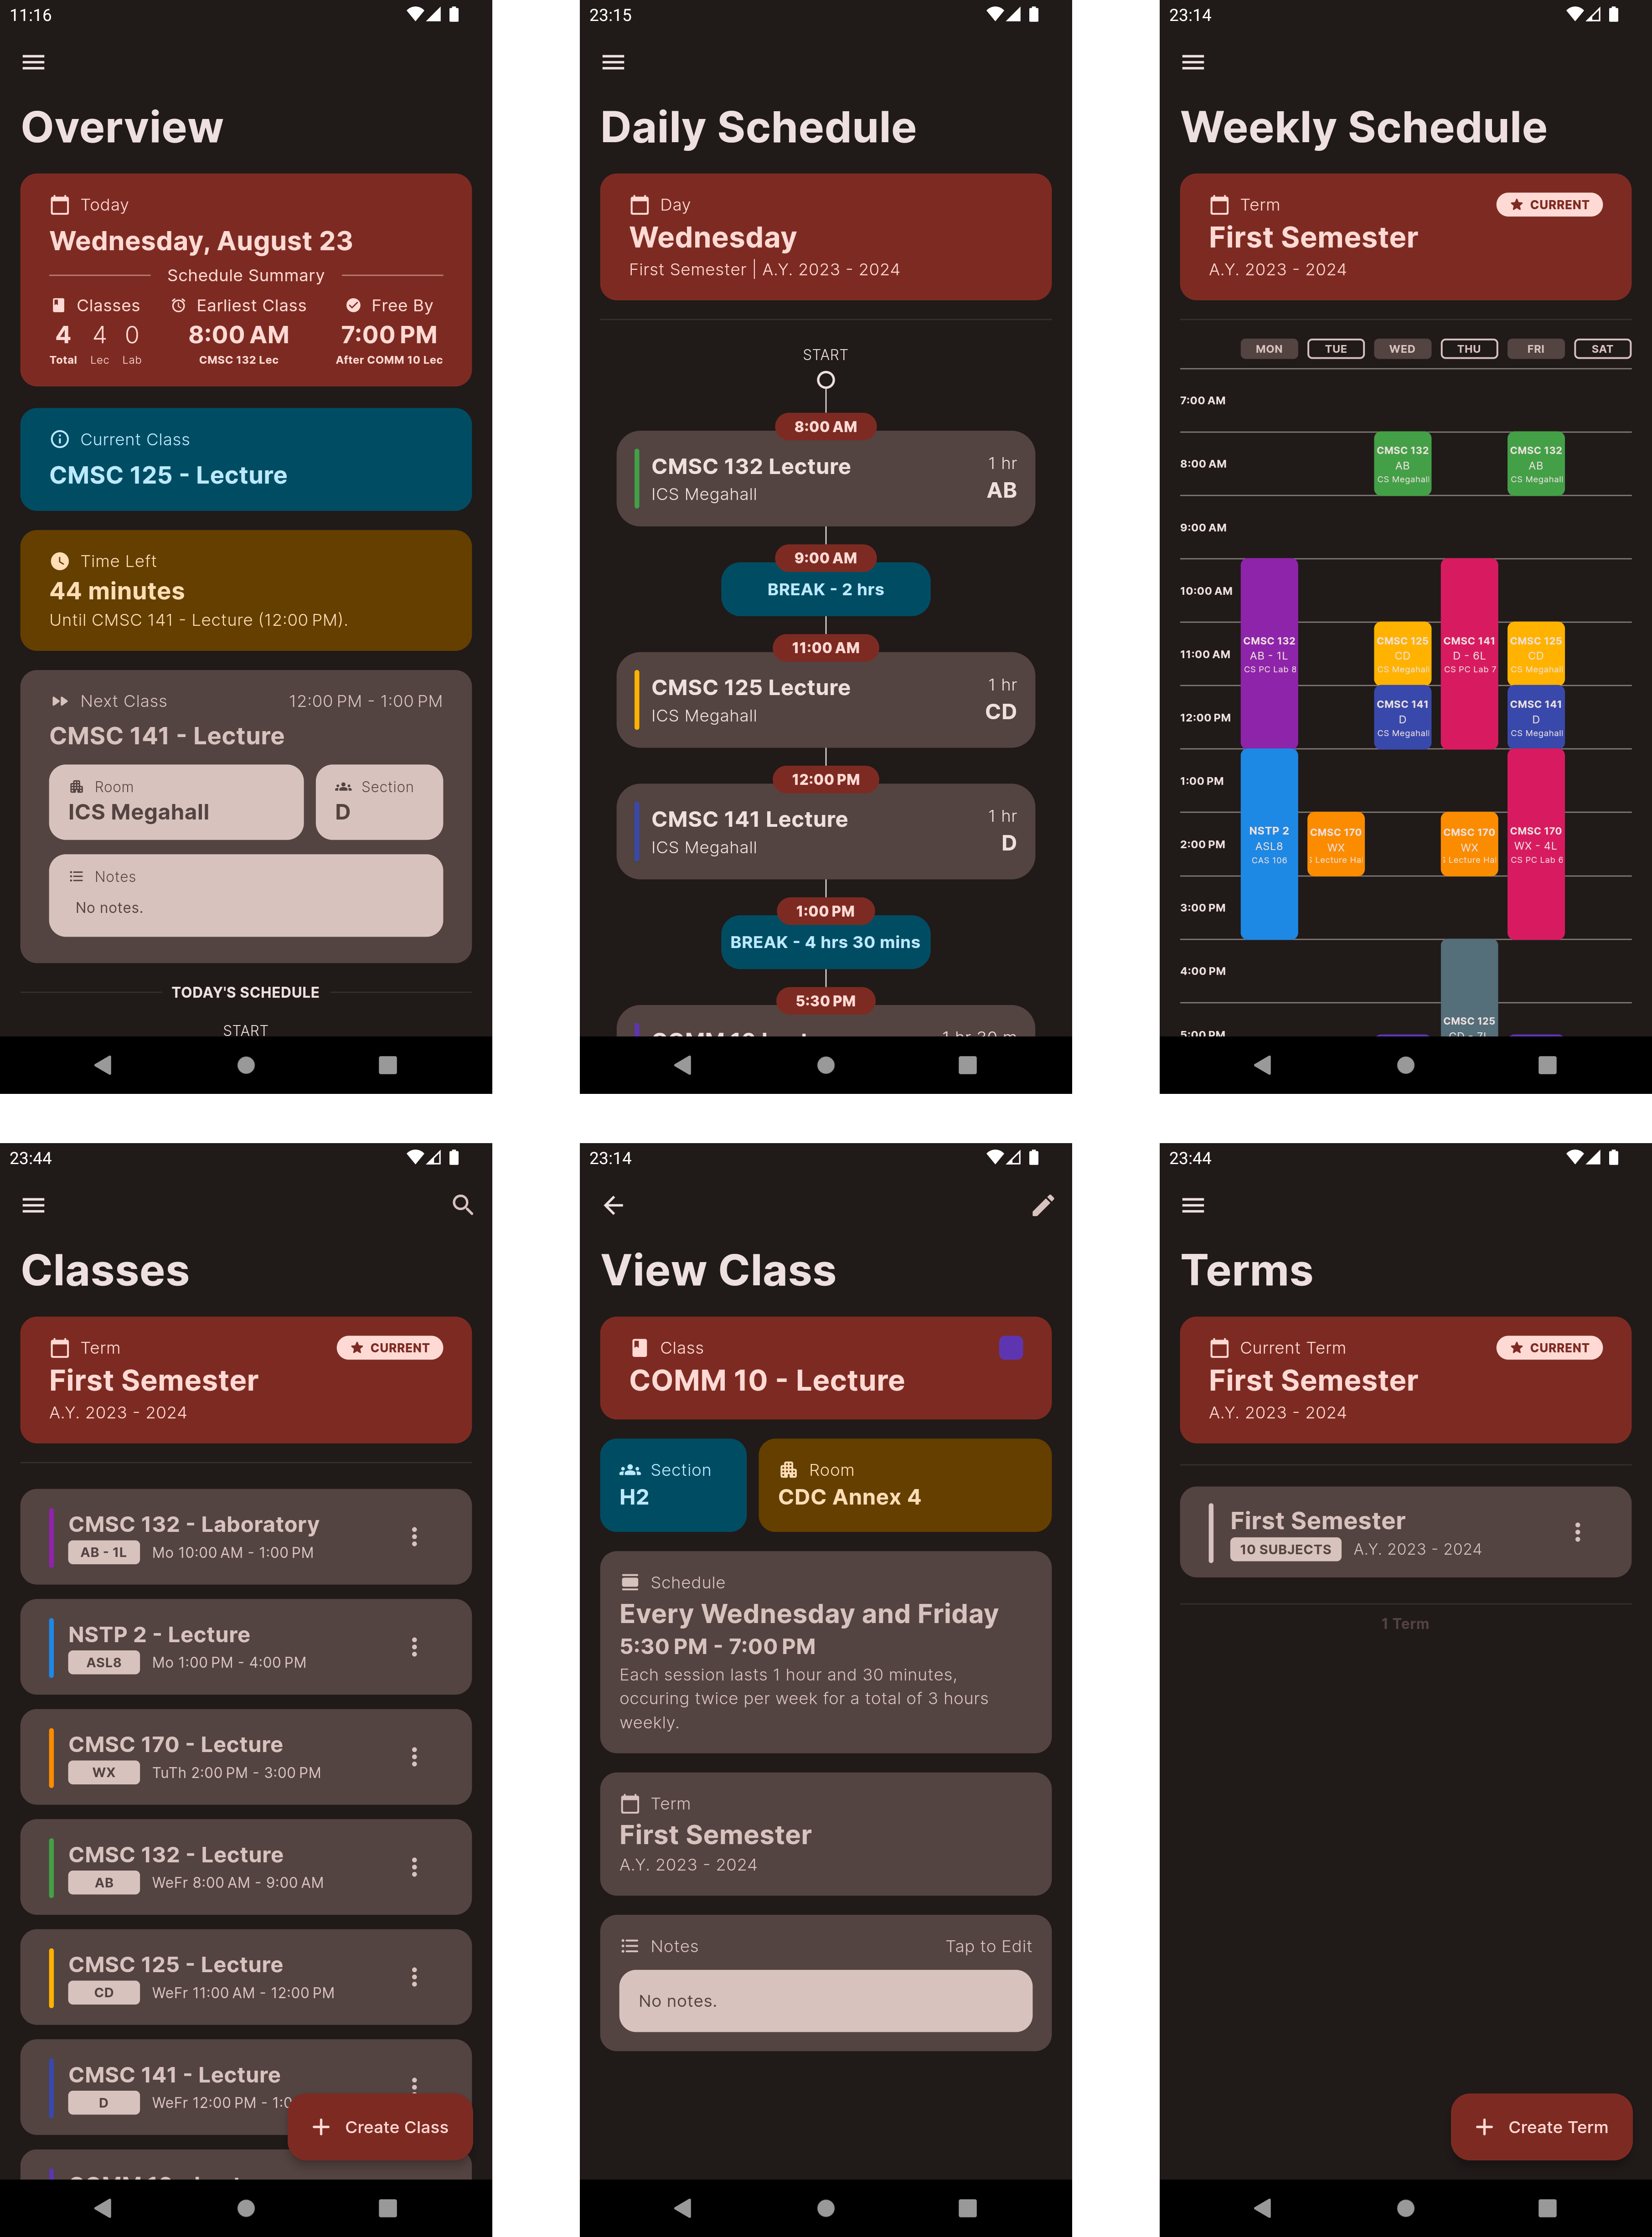 11:16
Overview
Today
Wednesday, August 23
Schedule Summary
Classes Earliest Class Free By
4 4 0 8:00 AM 7:00 PM
Total Lec Lab CMSC 132 Lec After COMM 10 Lec
Current Class
CMSC 125 - Lecture
Time Left
44 minutes
Until CMSC 141 - Lecture (12:00 PM).
Next Class 12:00 PM - 1:00 PM
CMSC 141 - Lecture
Room Section
ICS Megahall D
Notes
No notes.
TODAY'S SCHEDULE
START
23:15
Daily Schedule
Day
Wednesday
First Semester | A.Y. 2023 - 2024
START
8:00 AM
CMSC 132 Lecture 1 hr
ICS Megahall AB
9:00 AM
BREAK - 2 hrs
11:00 AM
CMSC 125 Lecture 1 hr
ICS Megahall CD
12:00 PM
CMSC 141 Lecture 1 hr
ICS Megahall D
1:00 PM
BREAK - 4 hrs 30 mins
5:30 PM
23:14
Weekly Schedule
Term CURRENT
First Semester
A.Y. 2023 - 2024
MON TUE WED THU FRI SAT
7:00 AM
CMSC 132 CMSC 132
8:00 AM AB AB
CS Megahall CS Megahall
9:00 AM
10:00 AM
CMSC 132 CMSC 125 CMSC 141 CMSC 125
11:00 AM AB - 1L CD D - 6L CD
CS PC Lab 8 CS Megahall CS PC Lab 7 CS Megahall
CMSC 141 CMSC 141
12:00 PM D D
CS Megahall CS Megahall
1:00 PM
NSTP 2 CMSC 170 CMSC 170 CMSC 170
2:00 PM ASL8 WX WX WX - 4L
CAS 106 Lecture Lecture CS PC Lab 6
3:00 PM
4:00 PM
CMSC 125
5:00 PM CD - 7L
23:44
Classes
Term CURRENT
First Semester
A.Y. 2023 - 2024
CMSC 132 - Laboratory
AB - 1L Mo 10:00 AM - 1:00 PM
NSTP 2 - Lecture
ASL8 Mo 1:00 PM - 4:00 PM
CMSC 170 - Lecture
WX TuTh 2:00 PM - 3:00 PM
CMSC 132 - Lecture
AB WeFr 8:00 AM - 9:00 AM
CMSC 125 - Lecture
CD WeFr 11:00 AM - 12:00 PM
CMSC 141 - Lecture
D WeFr 12:00 PM - 1:0
Create Class
23:14
View Class
Class
COMM 10 - Lecture
Section Room
H2 CDC Annex 4
Schedule
Every Wednesday and Friday
5:30 PM - 7:00 PM
Each session lasts 1 hour and 30 minutes,
occuring twice per week for a total of 3 hours
weekly.
Term
First Semester
A.Y. 2023 - 2024
Notes Tap to Edit
No notes.
23:44
Terms
Current Term CURRENT
First Semester
A.Y. 2023 - 2024
First Semester
10 SUBJECTS A.Y. 2023 - 2024
1 Term
Create Term